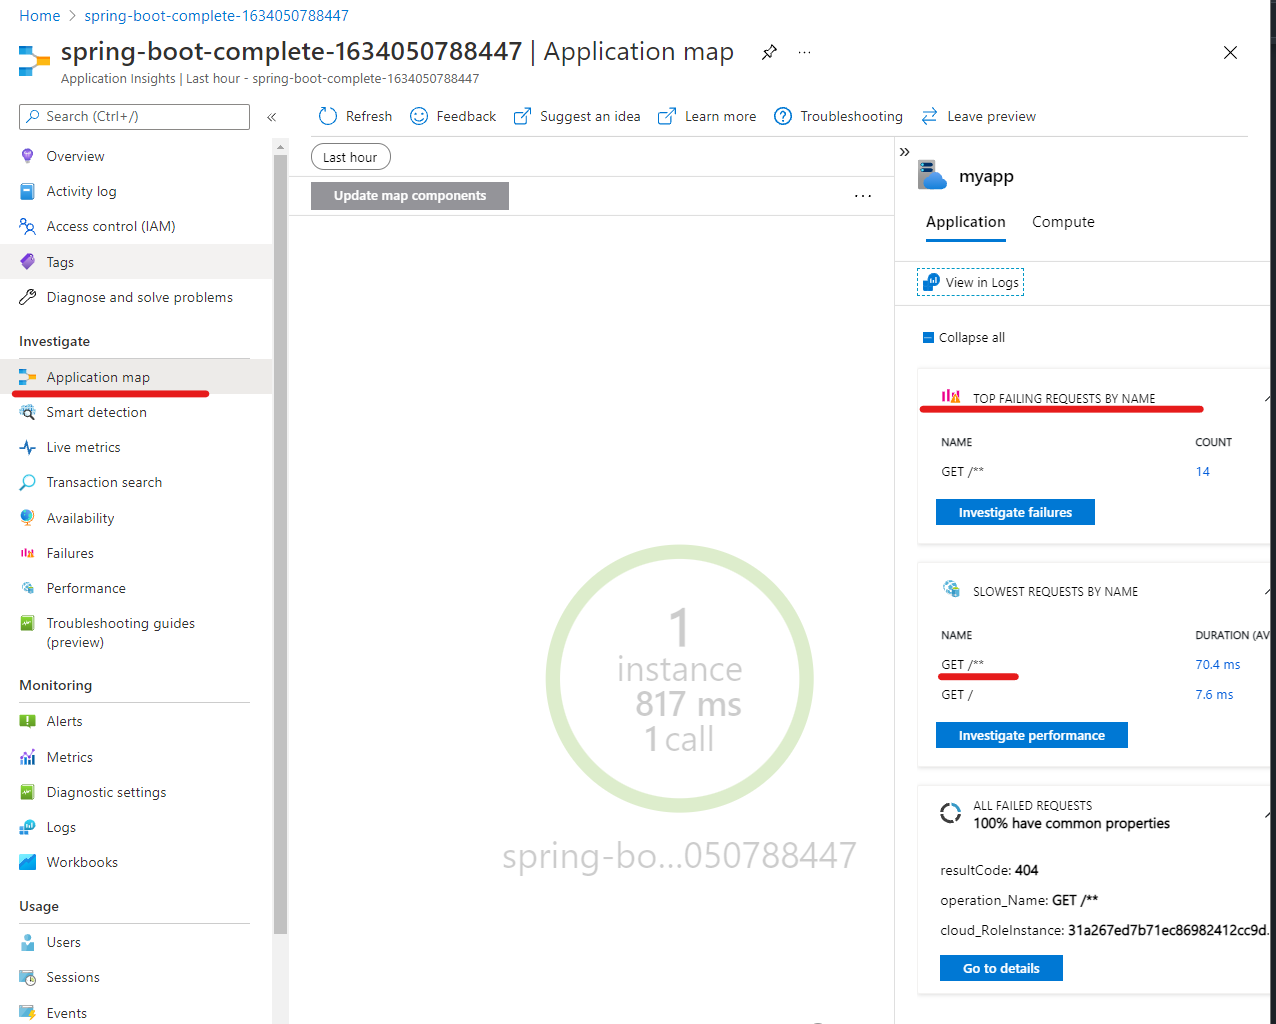 Home > spring-boot-complete-1634050788447
spring-boot-complete-1634050788447 | Application map
Application Insights | Last hour - spring-boot-complete-1634050788447
Search (Ctrl+/)
Overview
Activity log
Access control (IAM)
Tags
Diagnose and solve problems
Investigate
Application map
Smart detection
Live metrics
Transaction search
Availability
Failures
Performance
Troubleshooting guides
(preview)
Monitoring
Alerts
Metrics
Diagnostic settings
Logs
Workbooks
Usage
Users
Sessions
Events
Refresh
Feedback
Suggest an idea
Learn more
Troubleshooting
Leave preview
Last hour
Update map components
1
instance
817 ms
1 call
spring-bo...050788447
myapp
Application Compute
View in Logs
Collapse all
TOP FAILING REQUESTS BY NAME
NAME COUNT
GET /** 14
Investigate failures
SLOWEST REQUESTS BY NAME
NAME DURATION (AV
GET /** 70.4 ms
GET / 7.6 ms
Investigate performance
ALL FAILED REQUESTS
100% have common properties
resultCode: 404
operation_Name: GET /**
cloud_RoleInstance: 31a267ed7b71ec86982412cc9d.
Go to details